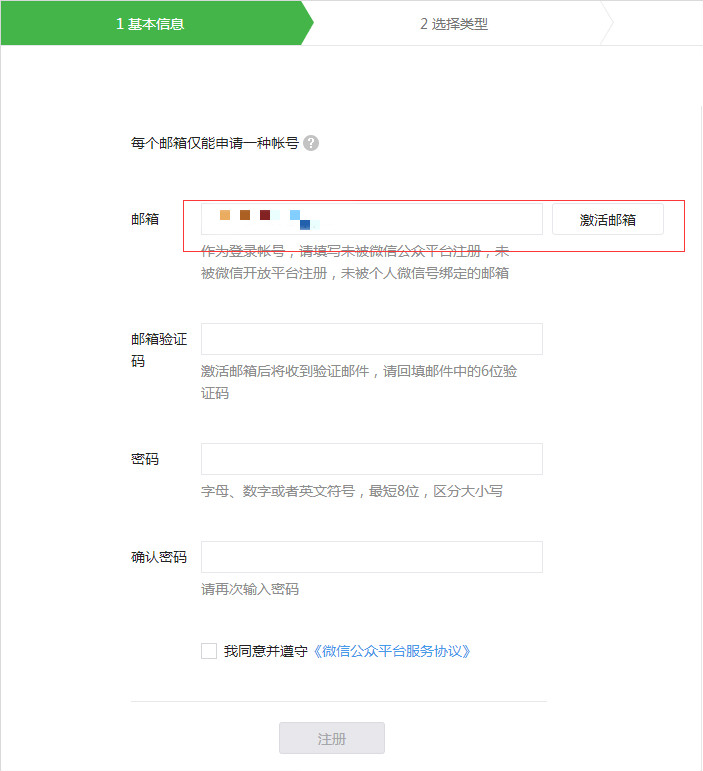 1 基本信息
2 选择类型
每个邮箱仅能申请一种帐号 ?
邮箱
激活邮箱
作为登录帐号，请填写未被微信公众平台注册，未
被微信开放平台注册，未被个人微信号绑定的邮箱
邮箱验证
码
激活邮箱后将收到验证邮件，请回填邮件中的6位验
证码
密码
字母、数字或者英文符号，最短8位，区分大小写
确认密码
请再次输入密码
我同意并遵守《微信公众平台服务协议》
注册